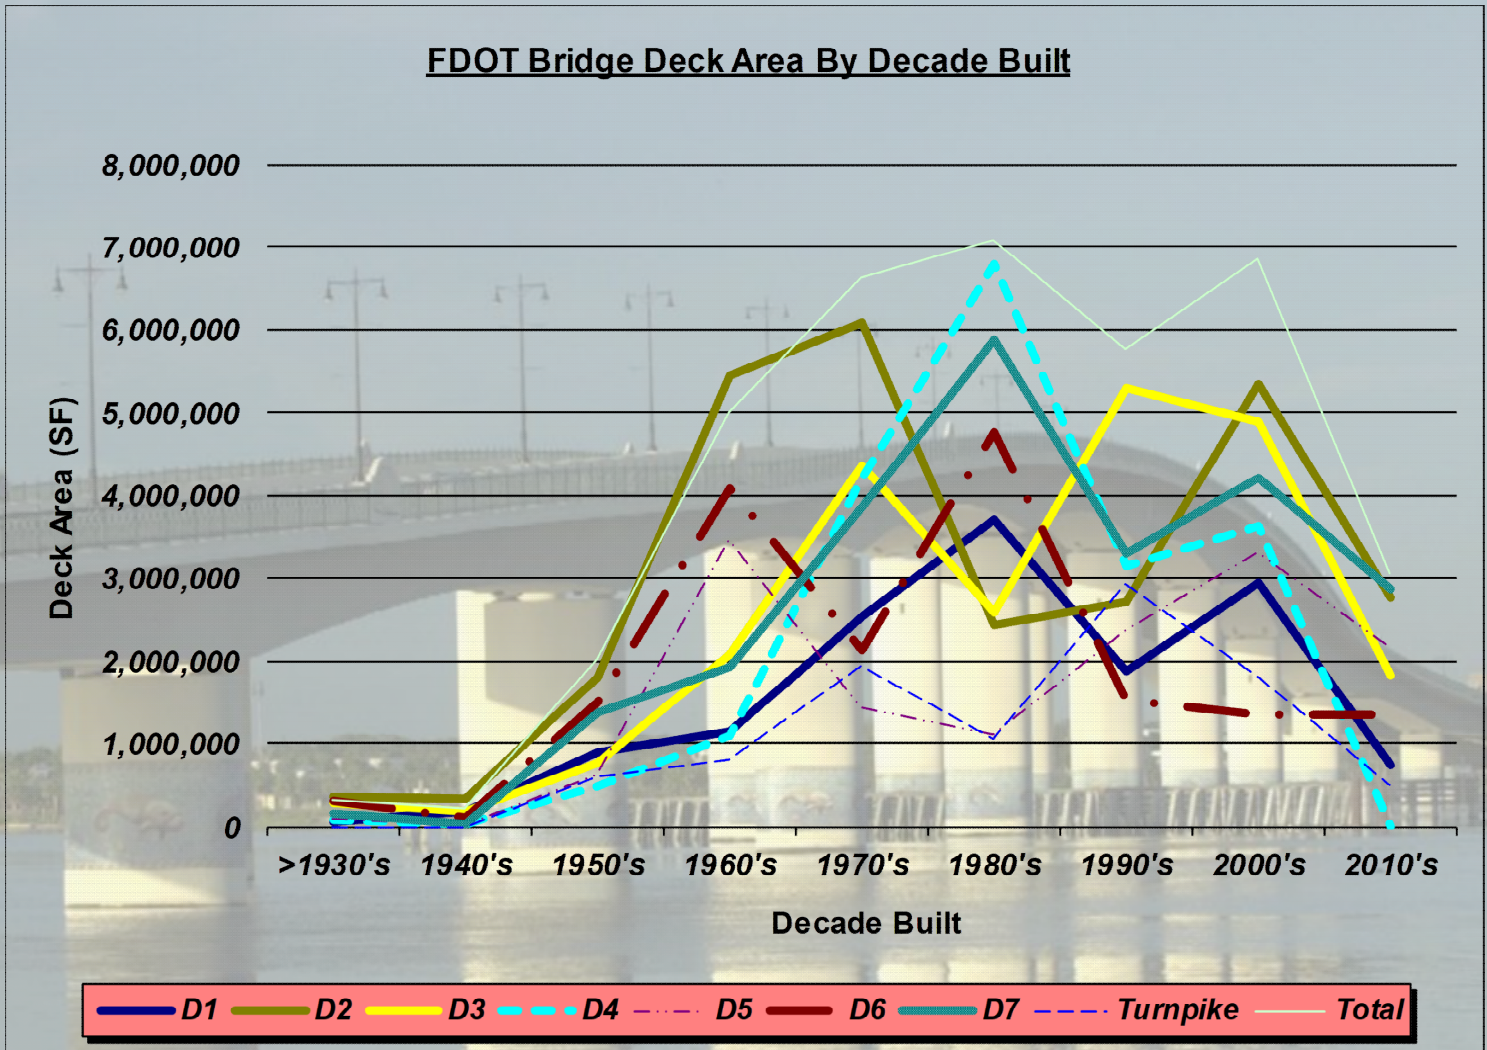 FDOT Bridge Deck Area By Decade Built
8,000,000
7,000,000
6,000,000
5,000,000
4,000,000
3,000,000
2,000,000
1,000,000
0
Deck Area (SF)
>1930's 1940's 1950's 1960's 1970's 1980's 1990's 2000's 2010's
Decade Built
D1 D2 D3 D4 D5 D6 D7 Turnpike Total